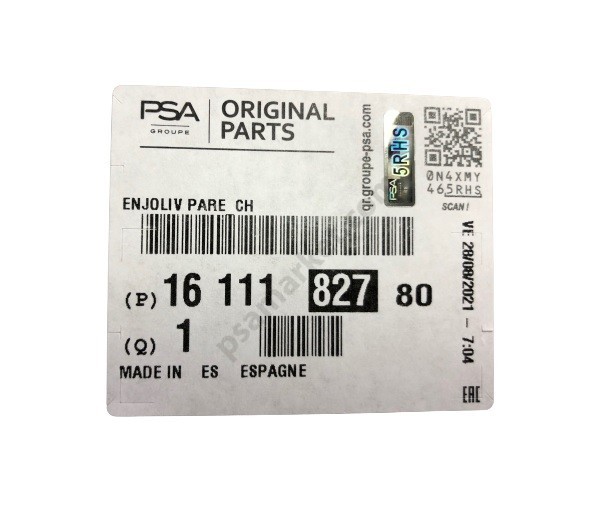 PSA
GROUPE
ORIGINAL
PARTS
qr.groupe-psa.com
PSA
5RHS
0N4XMY
465RHS
SCAN!
ENJOLIV PARE CH
(P) 16 111 827 80
(Q) 1
MADE IN ES ESPAGNE
VE 28/08/2021 - 7:04
EAC